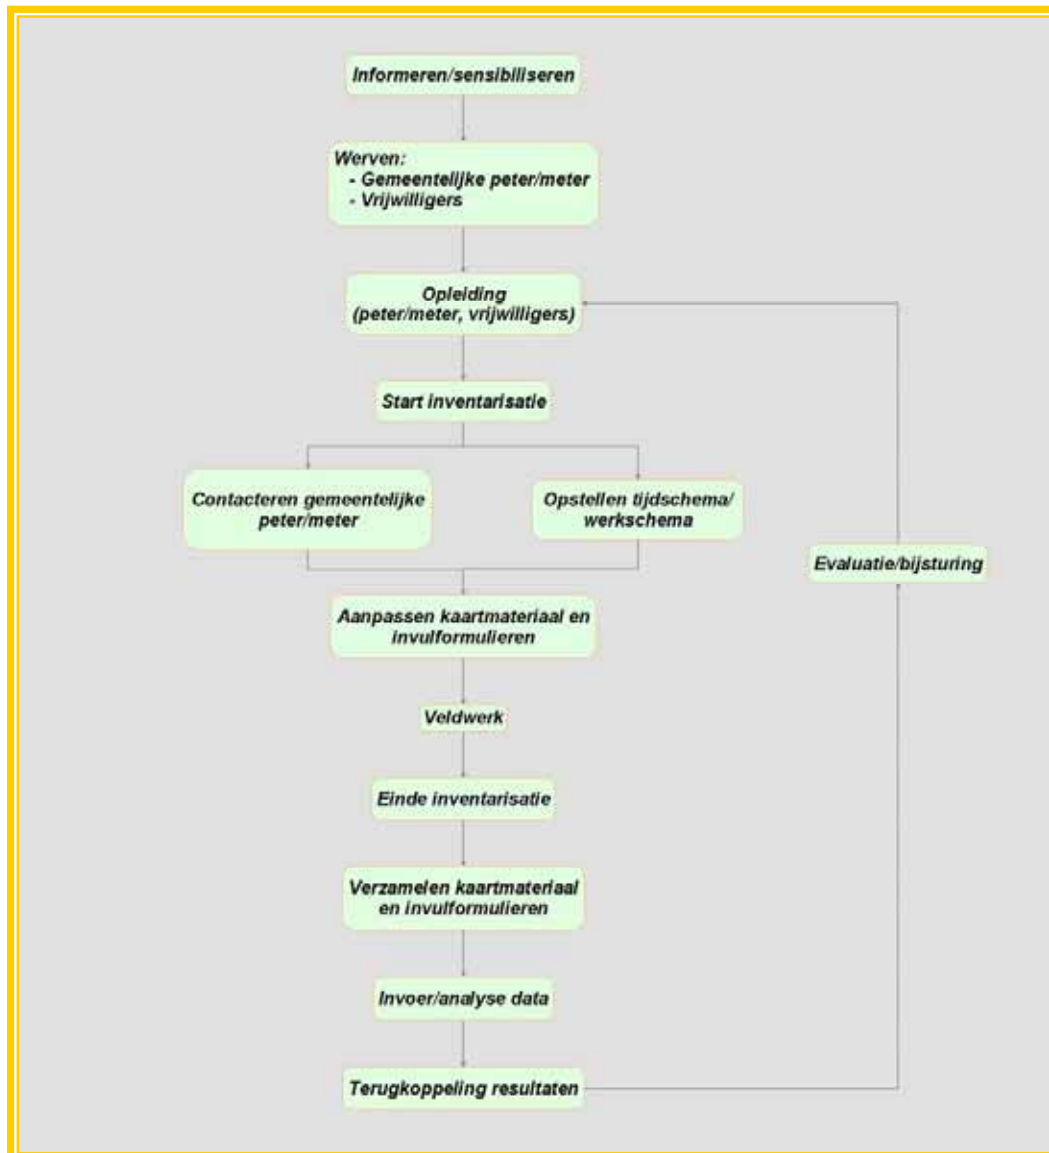 Informeren/sensibiliseren
Werven:
- Gemeentelijke peter/meter
- Vrijwilligers
Opleiding
(peter/meter, vrijwilligers)
Start inventarisatie
Contacteren gemeentelijke
peter/meter
Opstellen tijdschema/
werkschema
Evaluatie/bijsturing
Aanpassen kaartmateriaal en
invulformulieren
Veldwerk
Einde inventarisatie
Verzamelen kaartmateriaal
en invulformulieren
Invoer/analyse data
Terugkoppeling resultaten